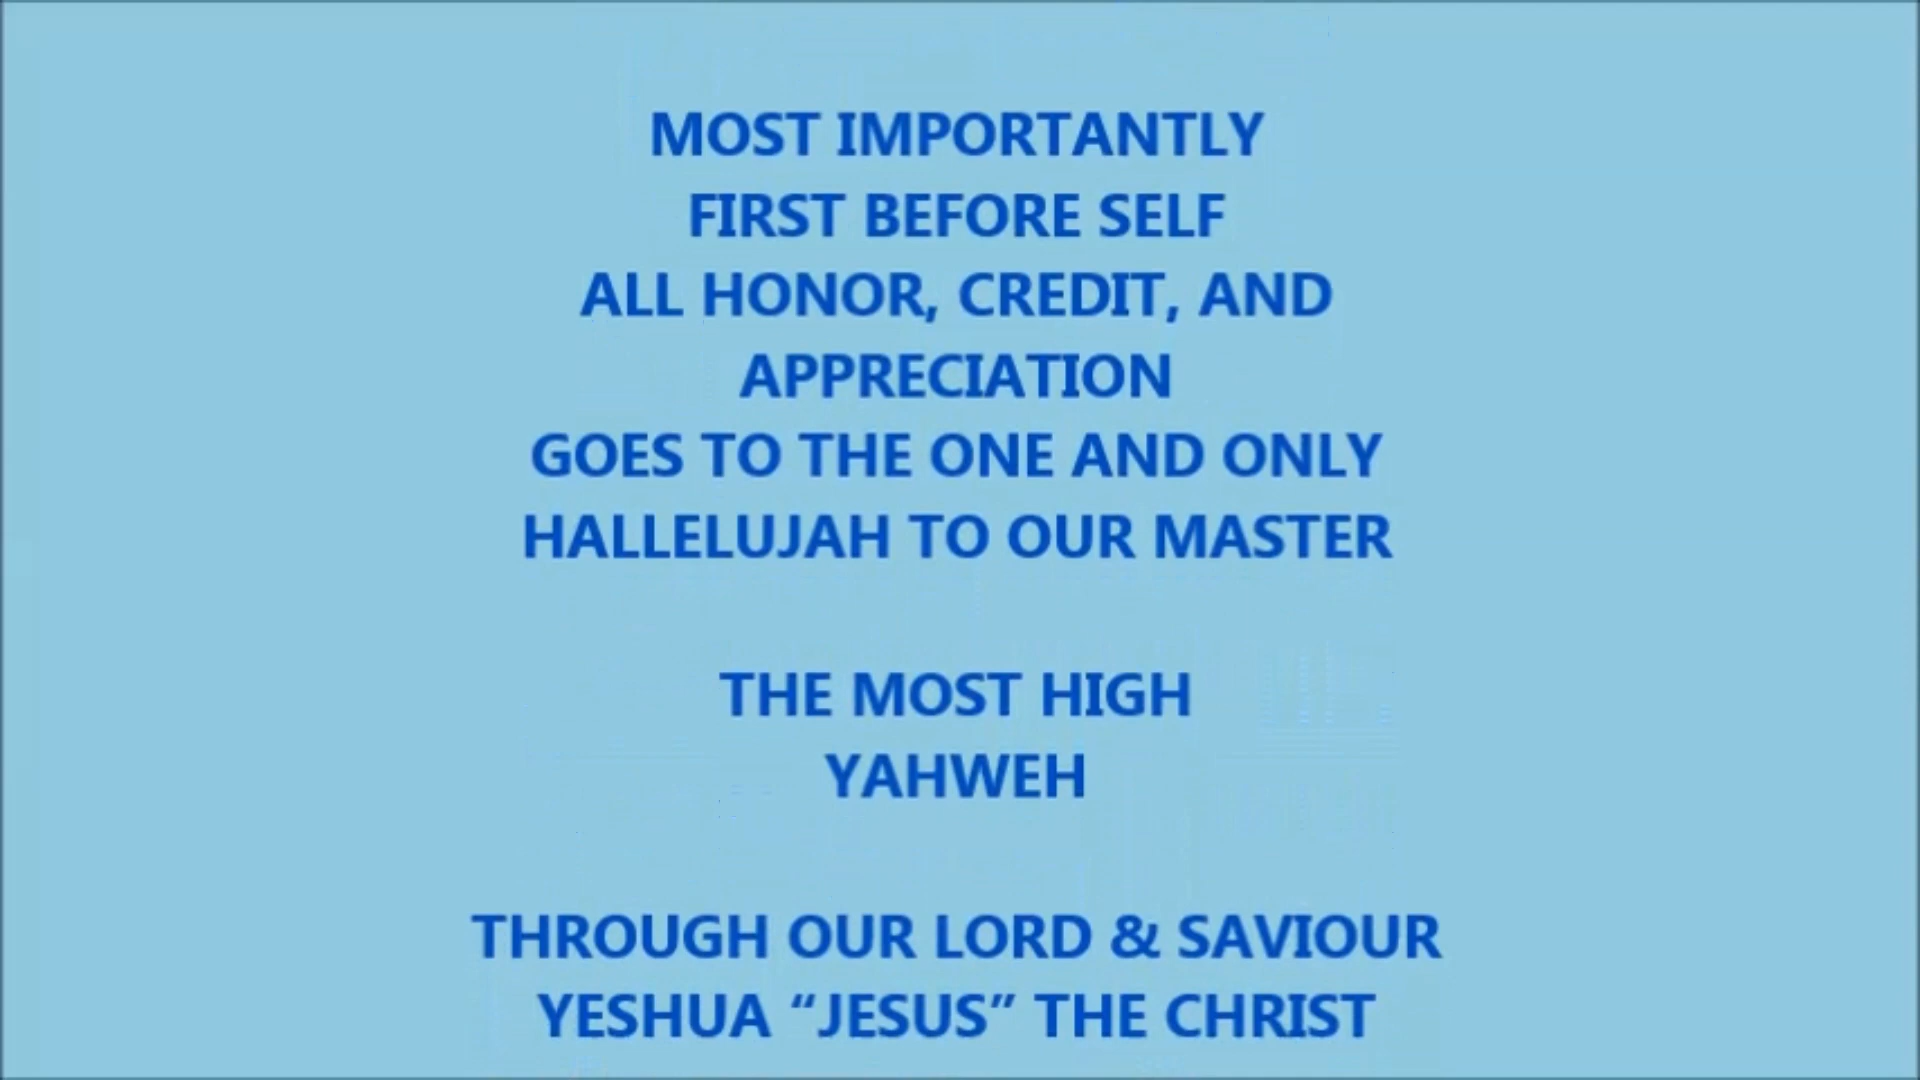 MOST IMPORTANTLY
FIRST BEFORE SELF
ALL HONOR, CREDIT, AND
APPRECIATION
GOES TO THE ONE AND ONLY
HALLELUJAH TO OUR MASTER
THE MOST HIGH
YAHWEH
THROUGH OUR LORD & SAVIOUR
YESHUA “JESUS” THE CHRIST